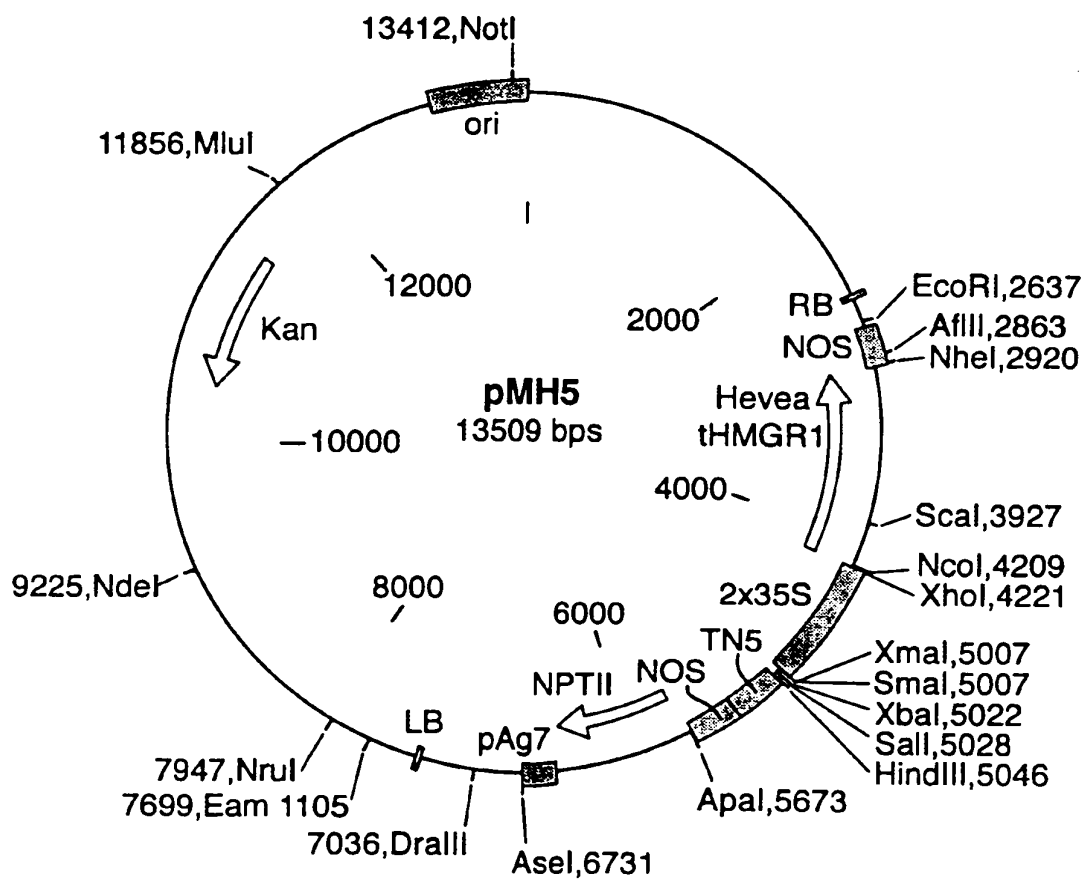 13412,NotI
ori
11856,MluI
I
12000
Kan
2000
RB
EcoRI,2637
NOS
AflII,2863
NheI,2920
pMH5
13509 bps
Hevea
tHMGR1
10000
4000
ScaI,3927
NcoI,4209
XhoI,4221
2x35S
9225,NdeI
8000
6000
TN5
NOS
NPTII
XmaI,5007
SmaI,5007
XbaI,5022
SalI,5028
HindIII,5046
LB
pAg7
7947,NruI
7699,Eam 1105
7036,DraIII
AseI,6731
ApaI,5673